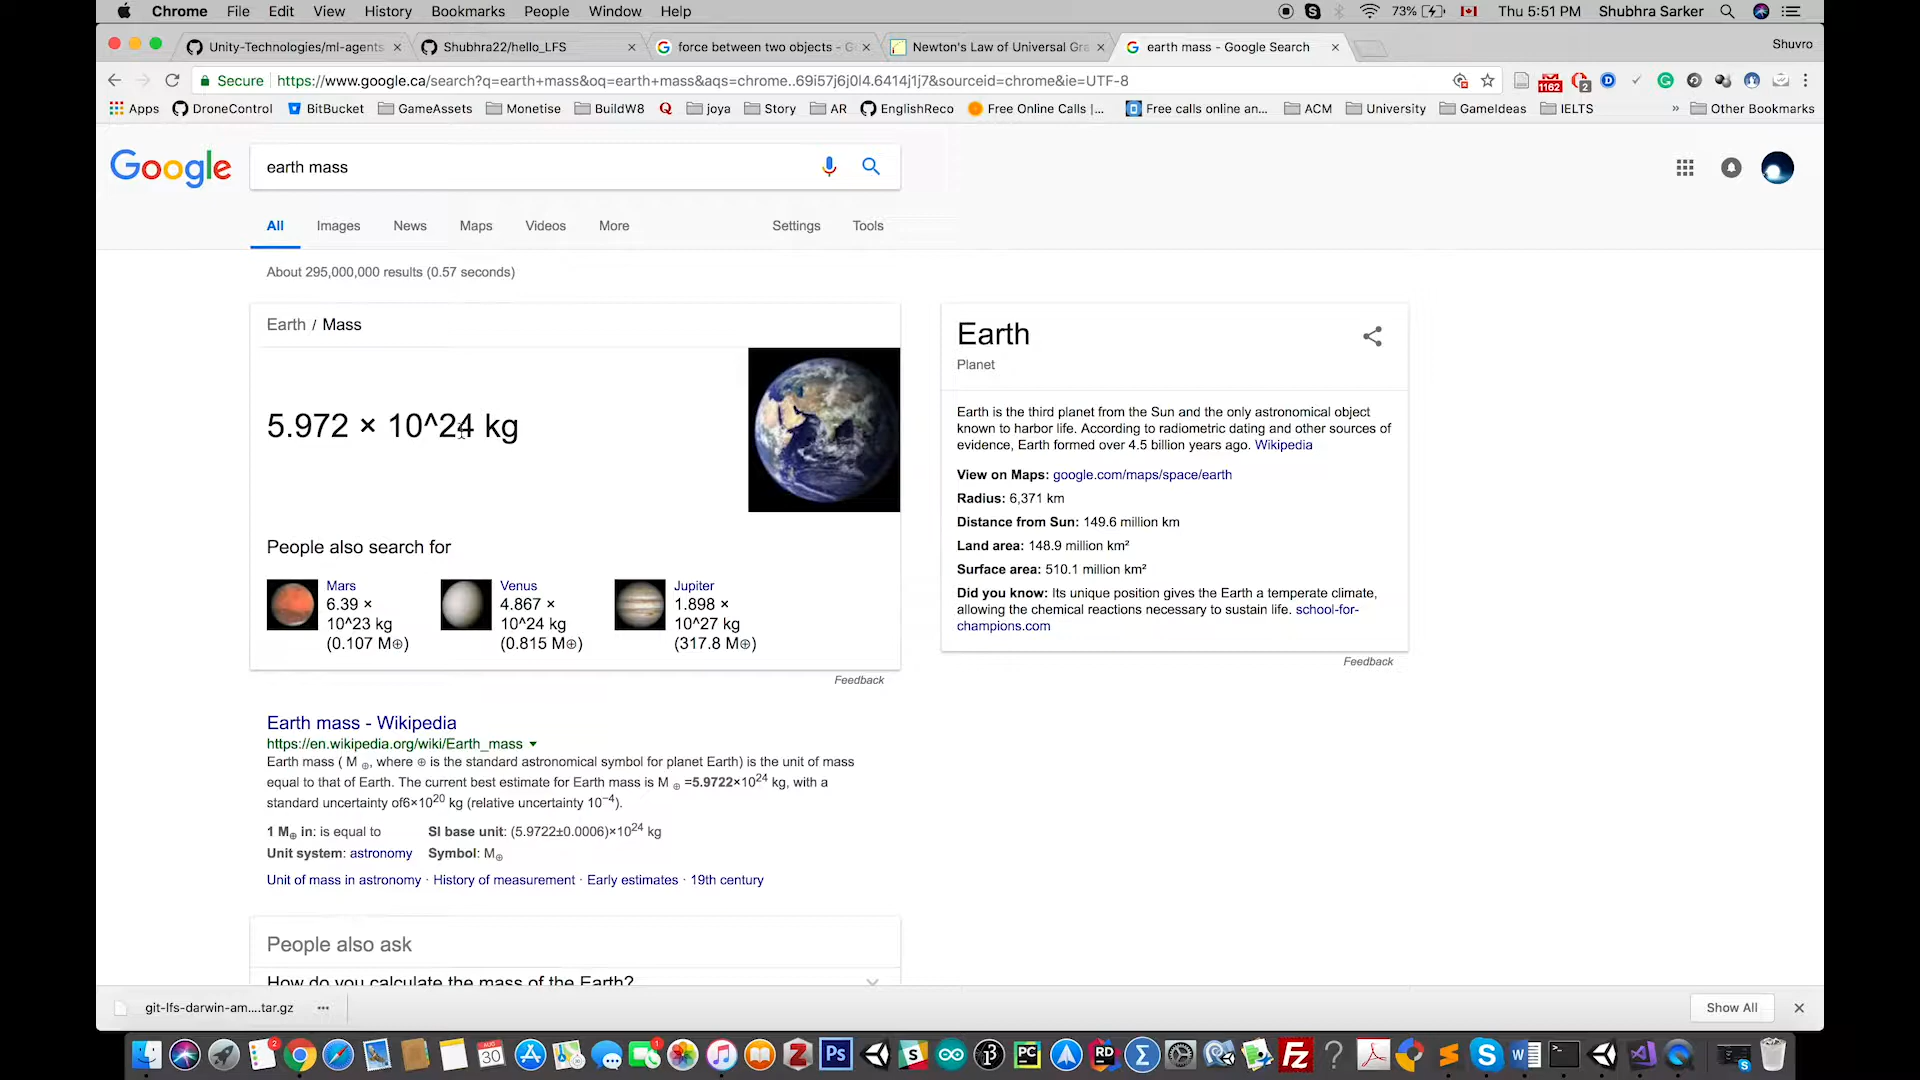 Chrome File Edit View History Bookmarks People Window Help 73% Thu 5:51 PM Shubhra Sarker
Unity-Technologies/ml-agents Shubhra22/hello_LFS force between two objects - G Newton's Law of Universal Gra earth mass - Google Search Shuvro
Secure https://www.google.ca/search?q=earth+mass&oq=earth+mass&aqs=chrome..69i57j6j0l4.6414j1j7&sourceid=chrome&ie=UTF-8 1162 2
Apps DroneControl BitBucket GameAssets Monetise BuildW8 joya Story AR EnglishReco Free Online Calls |... Free calls online an... ACM University GameIdeas IELTS » Other Bookmarks
Google earth mass
All Images News Maps Videos More Settings Tools
About 295,000,000 results (0.57 seconds)
Earth / Mass
5.972 × 10^24 kg
People also search for
Mars
6.39 ×
10^23 kg
(0.107 M⊕)
Venus
4.867 ×
10^24 kg
(0.815 M⊕)
Jupiter
1.898 ×
10^27 kg
(317.8 M⊕)
Feedback
Earth
Planet
Earth is the third planet from the Sun and the only astronomical object
known to harbor life. According to radiometric dating and other sources of
evidence, Earth formed over 4.5 billion years ago. Wikipedia
View on Maps: google.com/maps/space/earth
Radius: 6,371 km
Distance from Sun: 149.6 million km
Land area: 148.9 million km²
Surface area: 510.1 million km²
Did you know: Its unique position gives the Earth a temperate climate,
allowing the chemical reactions necessary to sustain life. school-for-
champions.com
Feedback
Earth mass - Wikipedia
https://en.wikipedia.org/wiki/Earth_mass
Earth mass ( M ⊕, where ⊕ is the standard astronomical symbol for planet Earth) is the unit of mass
equal to that of Earth. The current best estimate for Earth mass is M ⊕ =5.9722×10²⁴ kg, with a
standard uncertainty of6×10²⁰ kg (relative uncertainty 10⁻⁴).
1 M⊕ in: is equal to SI base unit: (5.9722±0.0006)×10²⁴ kg
Unit system: astronomy Symbol: M⊕
Unit of mass in astronomy · History of measurement · Early estimates · 19th century
People also ask
How do you calculate the mass of the Earth?
git-lfs-darwin-am....tar.gz Show All
2 AUG 30 1 Ps S PC RD